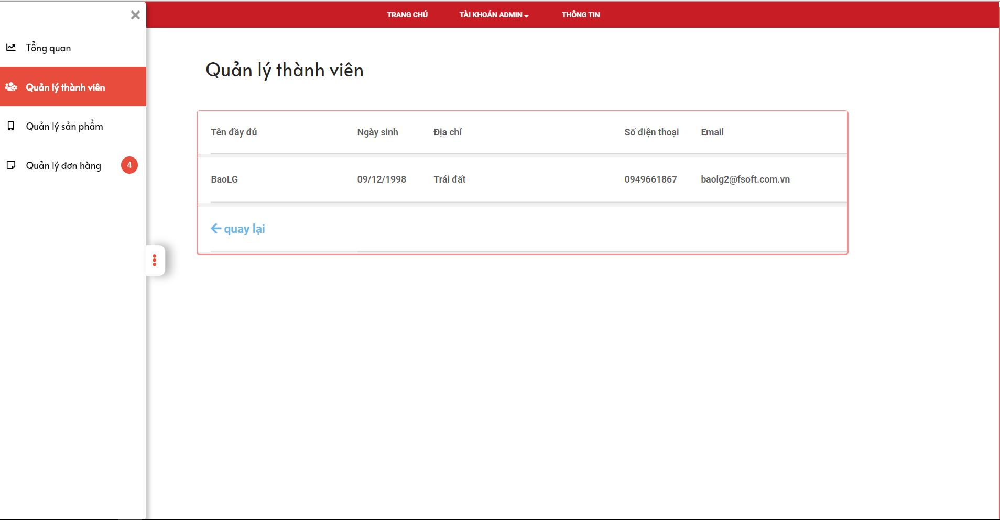 TRANG CHỦ TÀI KHOẢN ADMIN THÔNG TIN
Tổng quan
Quản lý thành viên
Quản lý sản phẩm
Quản lý đơn hàng 4
Quản lý thành viên
Tên đầy đủ Ngày sinh Địa chỉ Số điện thoại Email
BaoLG 09/12/1998 Trái đất 0949661867 baolg2@fsoft.com.vn
quay lại